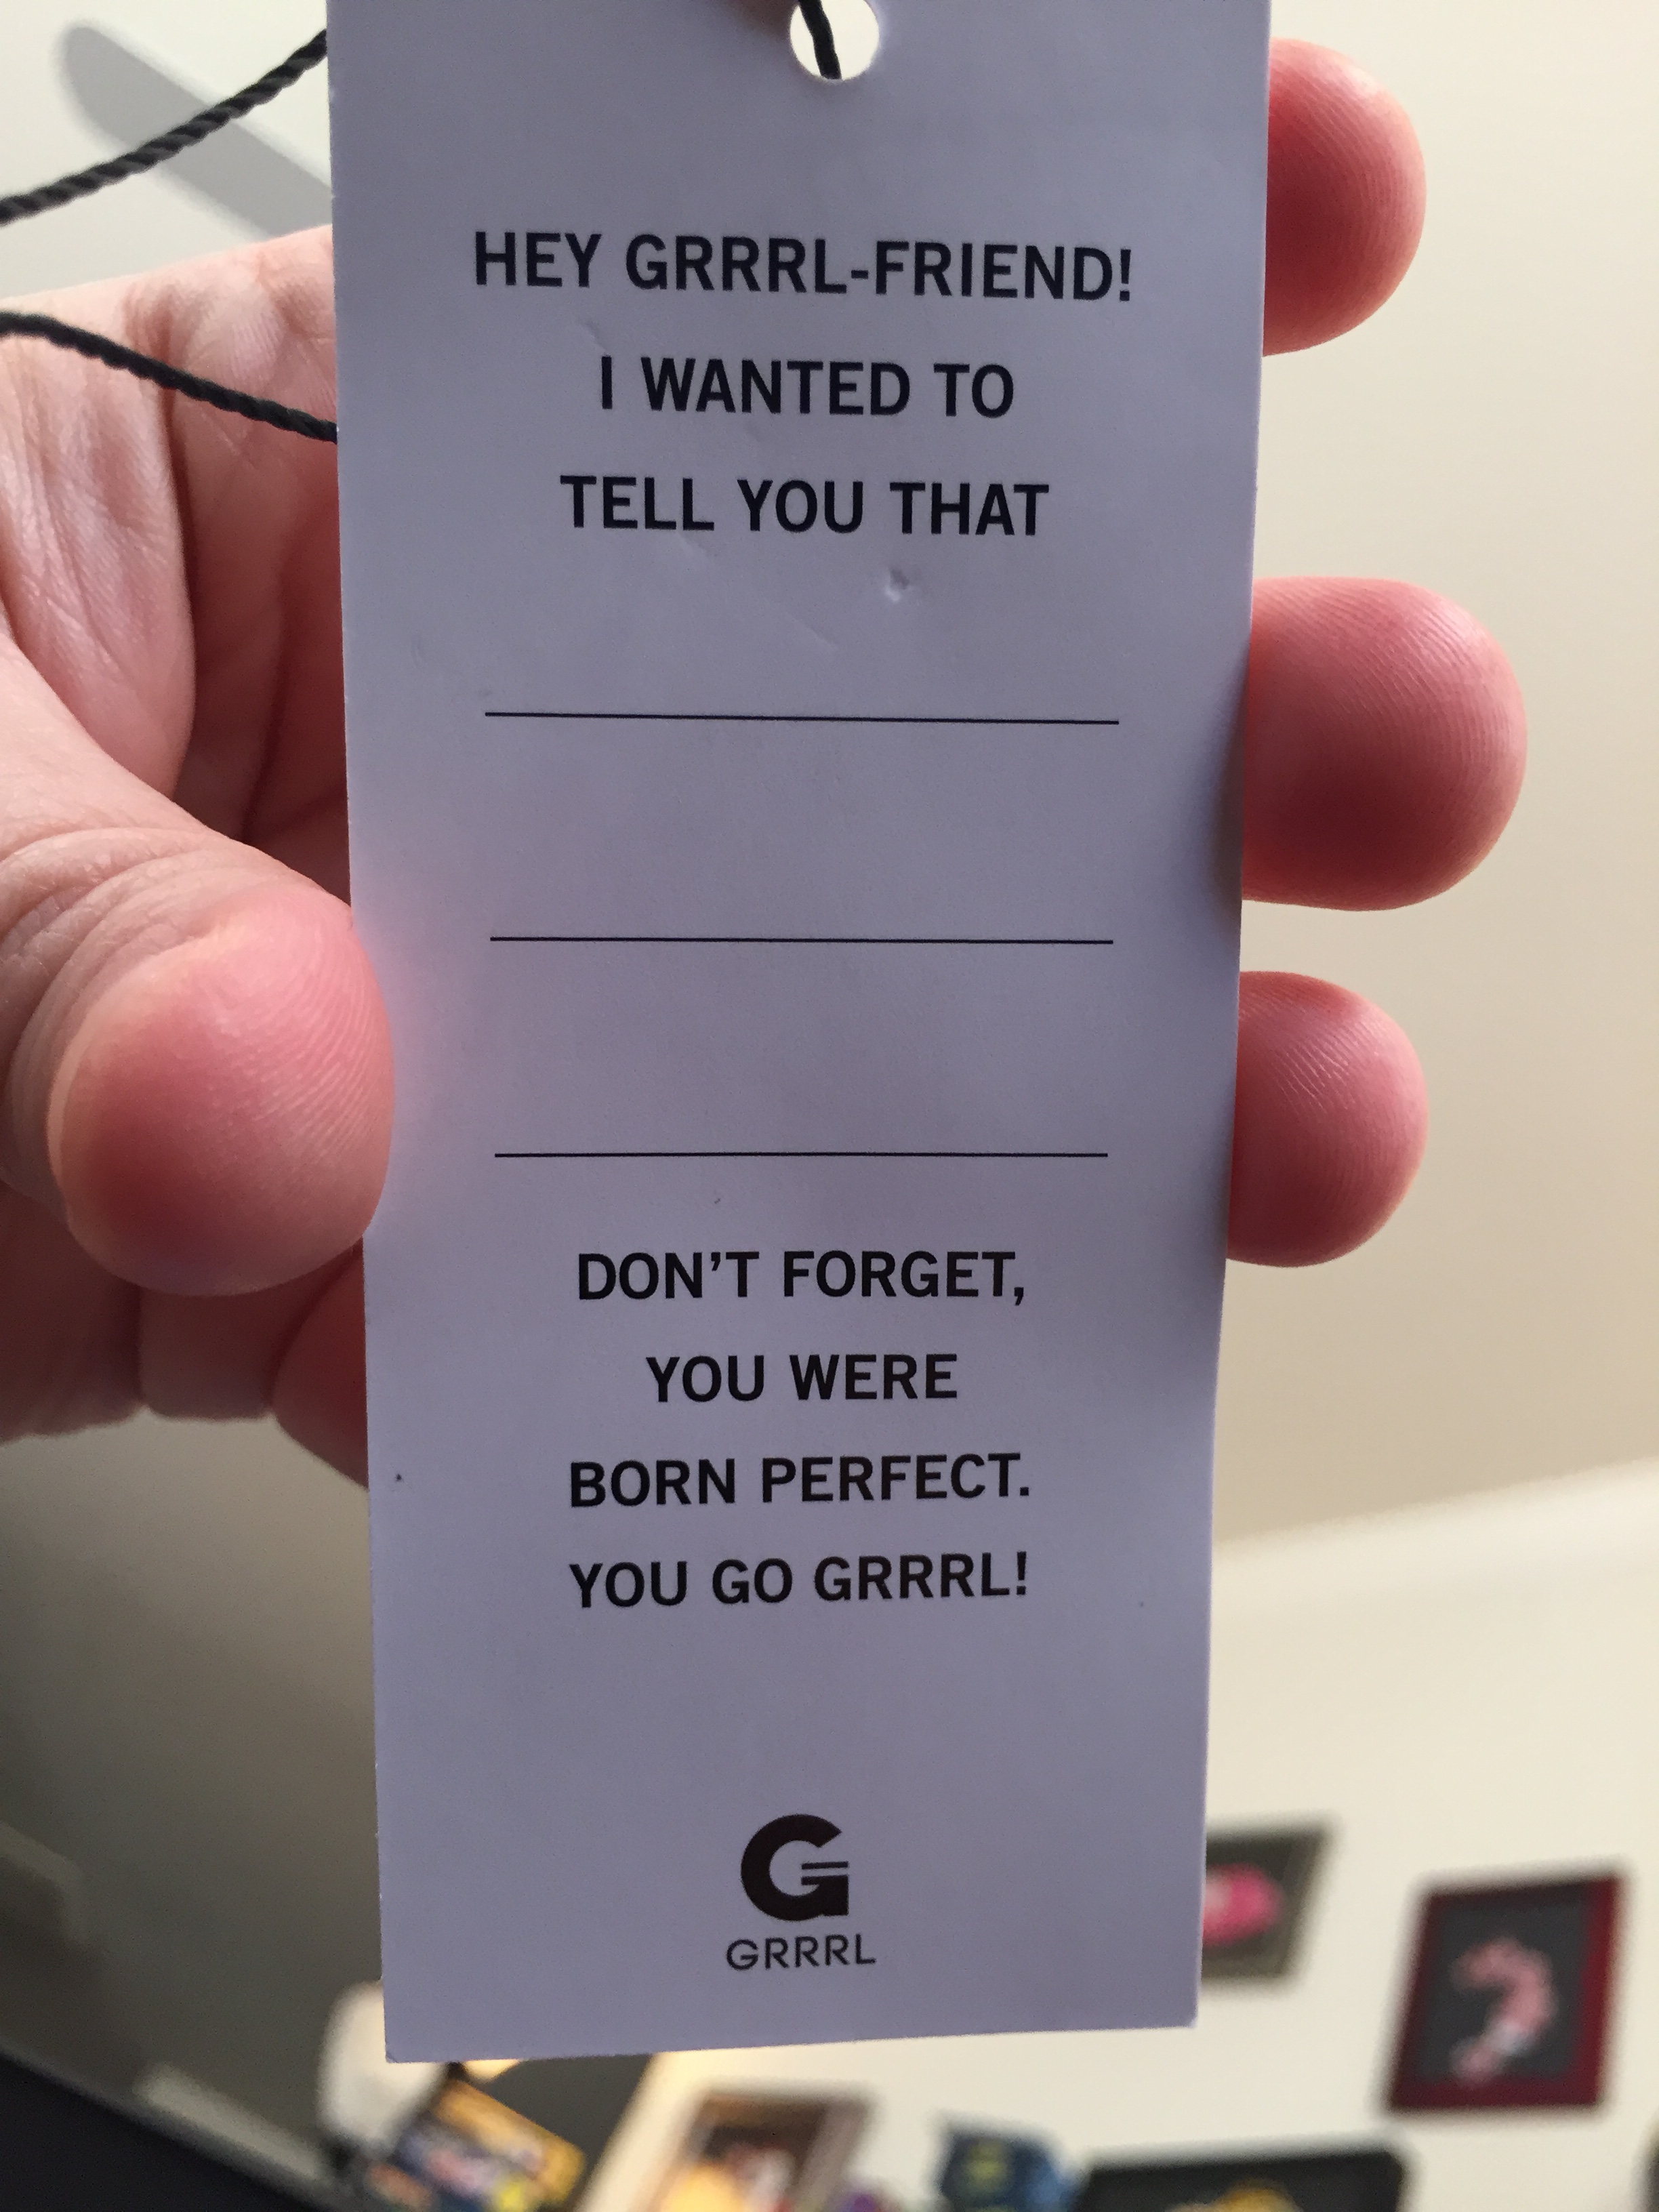 HEY GRRRL-FRIEND!
I WANTED TO
TELL YOU THAT
DON'T FORGET,
YOU WERE
BORN PERFECT.
YOU GO GRRRL!
G
GRRRL